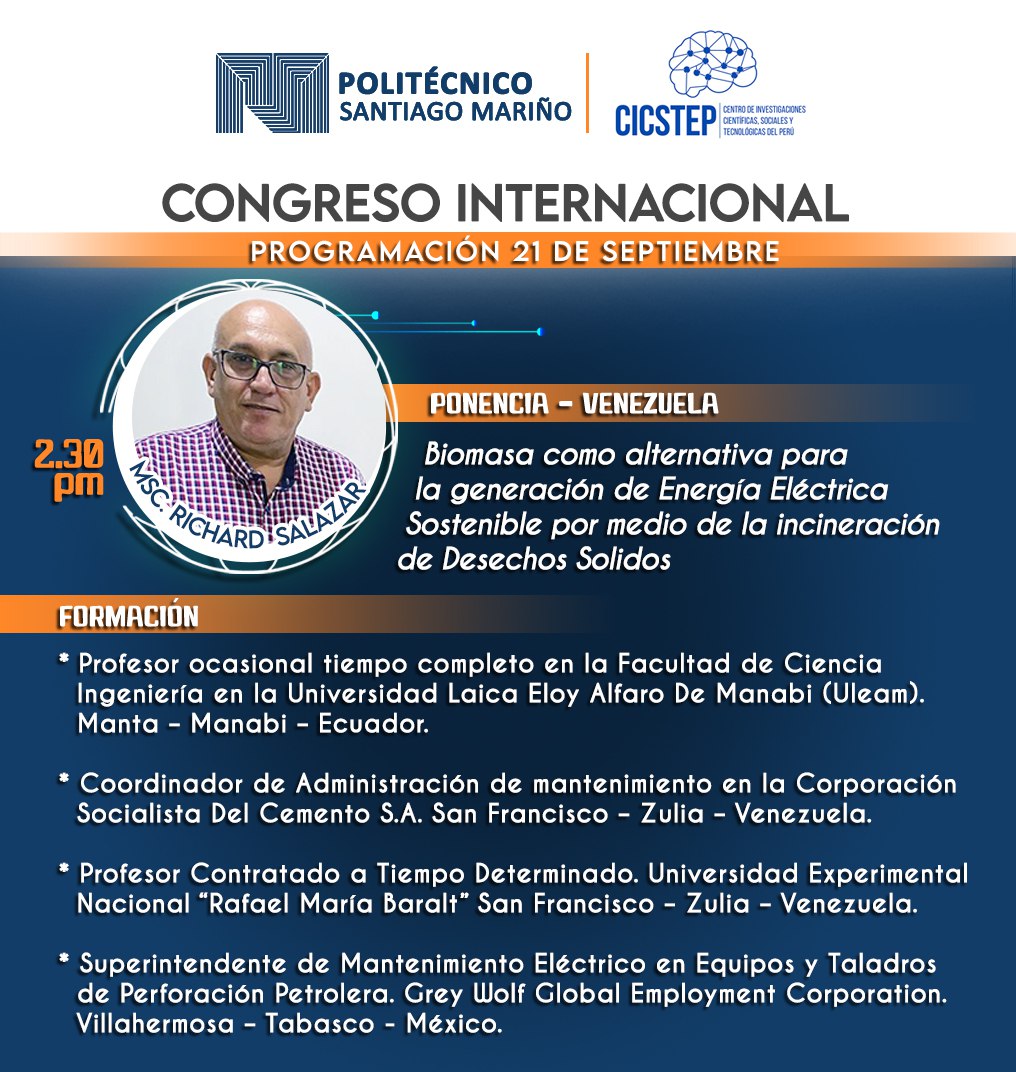 POLITÉCNICO
SANTIAGO MARIÑO
CICSTEP
CENTRO DE INVESTIGACIONES
CIENTÍFICAS, SOCIALES Y
TECNOLÓGICAS DEL PERÚ
CONGRESO INTERNACIONAL
PROGRAMACIÓN 21 DE SEPTIEMBRE
2.30
pm
MSC. RICHARD SALAZAR
PONENCIA - VENEZUELA
Biomasa como alternativa para
la generación de Energía Eléctrica
Sostenible por medio de la incineración
de Desechos Solidos
FORMACIÓN
* Profesor ocasional tiempo completo en la Facultad de Ciencia
Ingeniería en la Universidad Laica Eloy Alfaro De Manabi (Uleam).
Manta - Manabi - Ecuador.
* Coordinador de Administración de mantenimiento en la Corporación
Socialista Del Cemento S.A. San Francisco - Zulia - Venezuela.
* Profesor Contratado a Tiempo Determinado. Universidad Experimental
Nacional “Rafael María Baralt” San Francisco - Zulia - Venezuela.
* Superintendente de Mantenimiento Eléctrico en Equipos y Taladros
de Perforación Petrolera. Grey Wolf Global Employment Corporation.
Villahermosa - Tabasco - México.